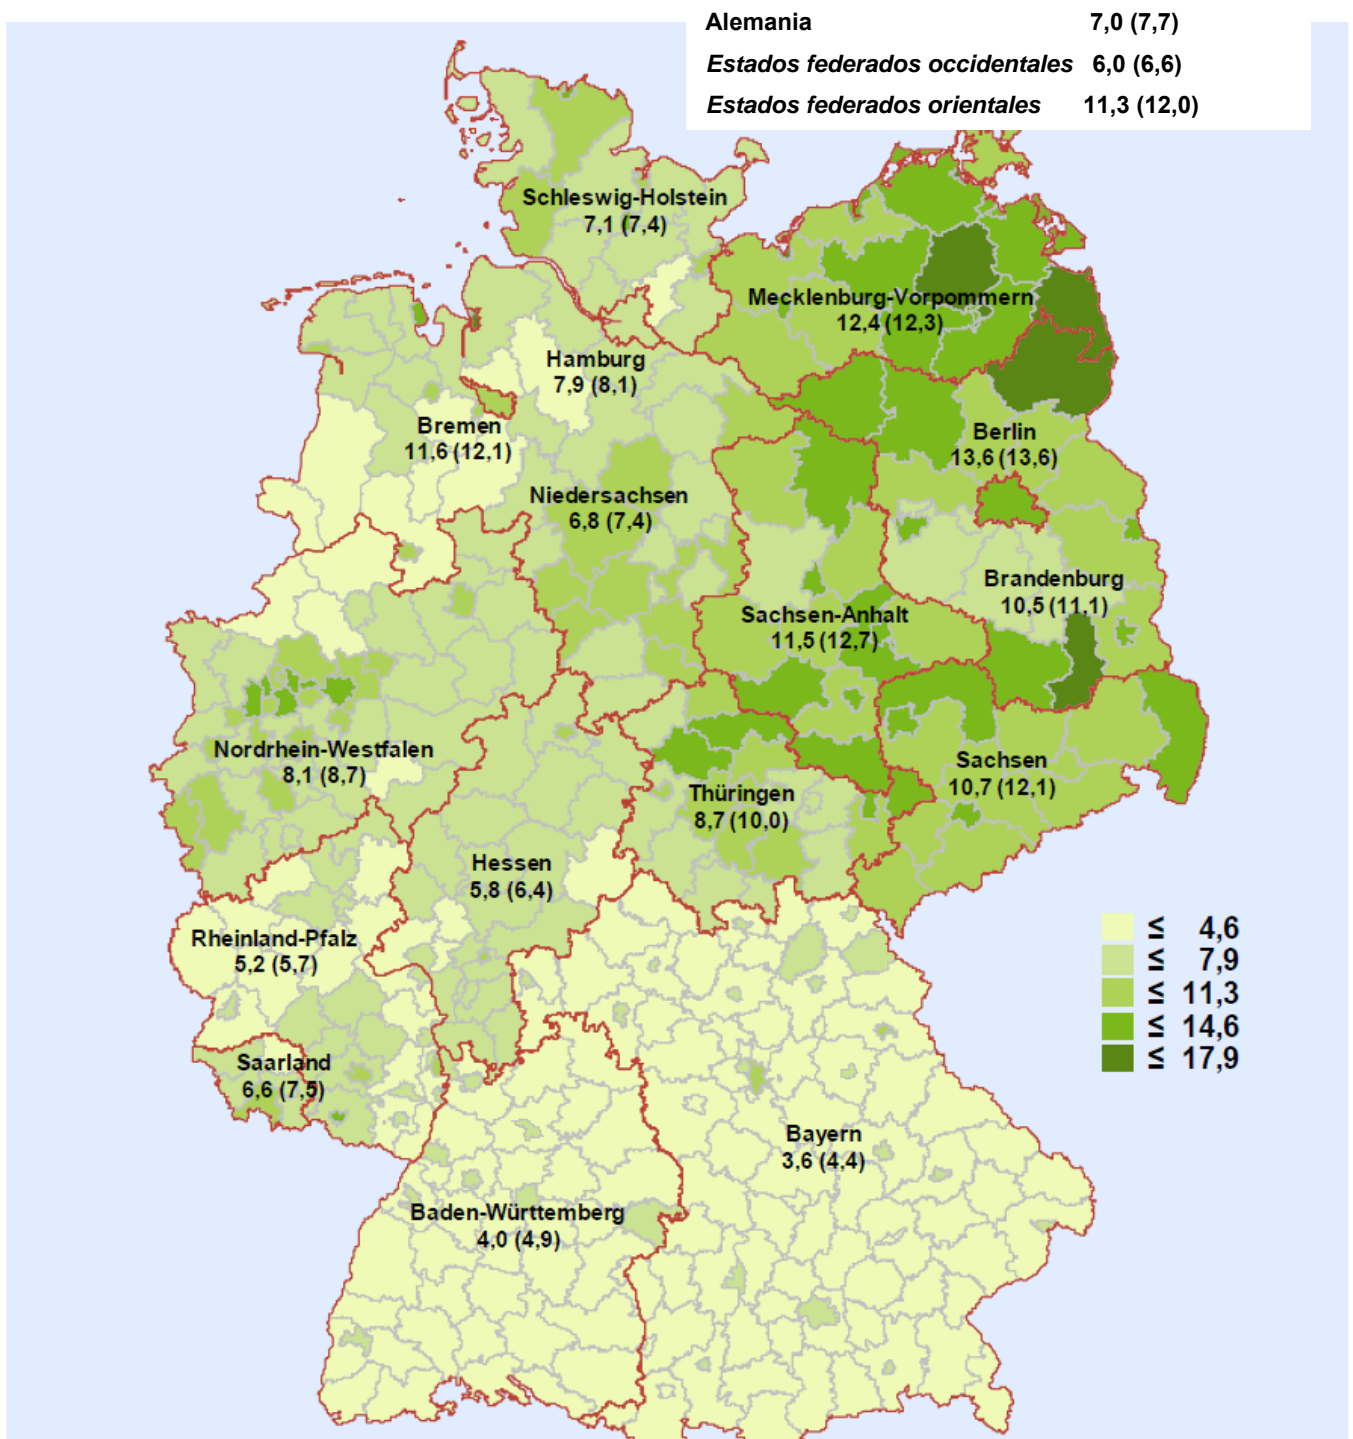 Alemania 7,0 (7,7)
Estados federados occidentales 6,0 (6,6)
Estados federados orientales 11,3 (12,0)
Schleswig-Holstein
7,1 (7,4)
Mecklenburg-Vorpommern
12,4 (12,3)
Hamburg
7,9 (8,1)
Bremen
11,6 (12,1)
Berlin
13,6 (13,6)
Niedersachsen
6,8 (7,4)
Brandenburg
10,5 (11,1)
Sachsen-Anhalt
11,5 (12,7)
Nordrhein-Westfalen
8,1 (8,7)
Sachsen
10,7 (12,1)
Thüringen
8,7 (10,0)
Hessen
5,8 (6,4)
Rheinland-Pfalz
5,2 (5,7)
≤ 4,6
≤ 7,9
≤ 11,3
≤ 14,6
≤ 17,9
Saarland
6,6 (7,5)
Bayern
3,6 (4,4)
Baden-Württemberg
4,0 (4,9)